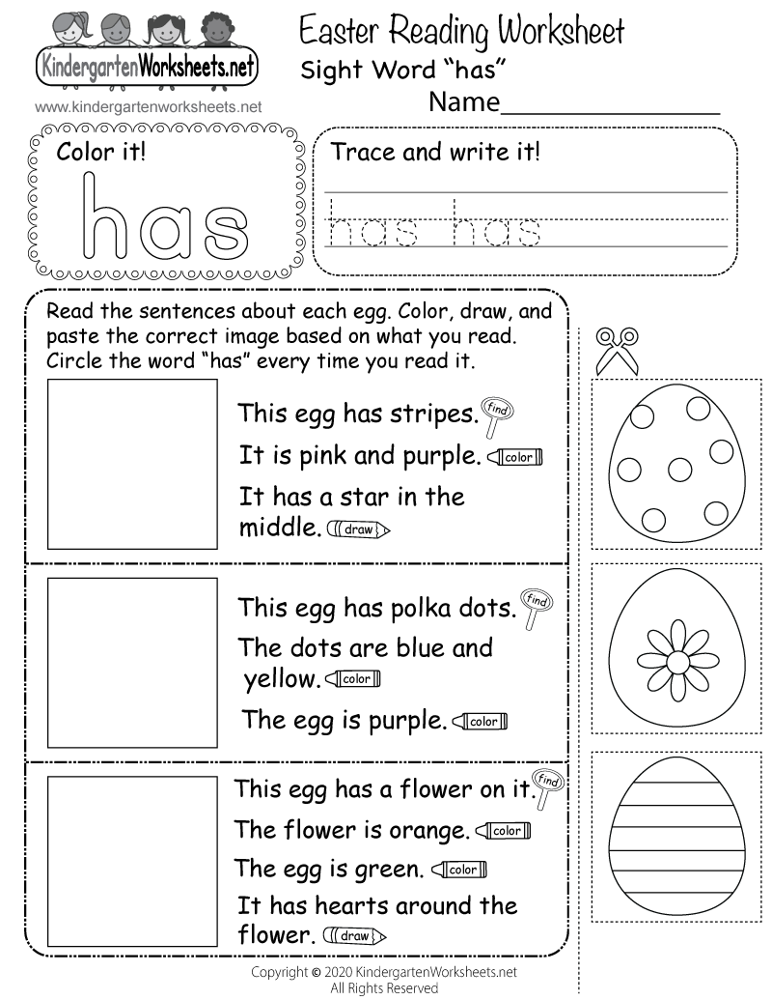 Easter Reading Worksheet
KindergartenWorksheets.net
Sight Word “has”
www.kindergartenworksheets.net
Name
Color it!
has
Trace and write it!
has has
Read the sentences about each egg. Color, draw, and
paste the correct image based on what you read.
Circle the word “has” every time you read it.
This egg has stripes. find
It is pink and purple. color
It has a star in the
middle. draw
This egg has polka dots. find
The dots are blue and
yellow. color
The egg is purple. color
This egg has a flower on it. find
The flower is orange. color
The egg is green. color
It has hearts around the
flower. draw
Copyright © 2020 KindergartenWorksheets.net
All Rights Reserved